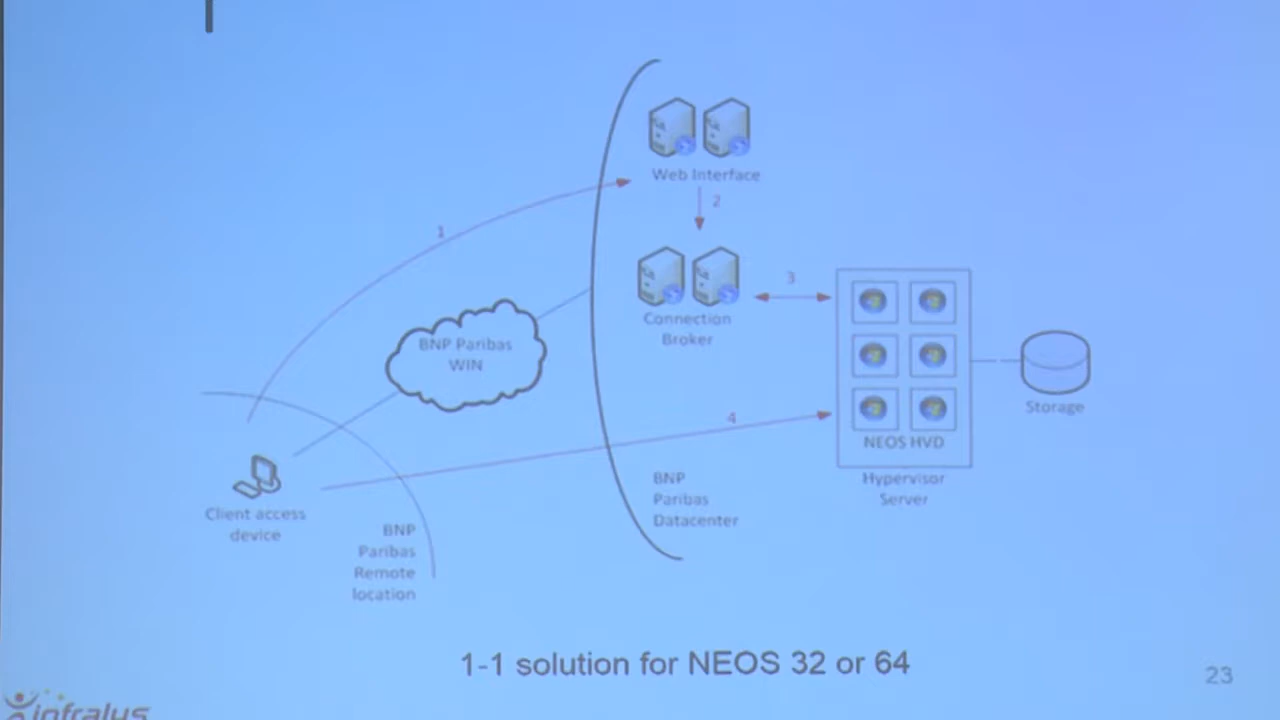 Web Interface
2
1
Connection
Broker
3
BNP Paribas
WIN
Storage
4
NEOS HVD
Hypervisor
Server
BNP
Paribas
Datacenter
Client access
device
BNP
Paribas
Remote
location
1-1 solution for NEOS 32 or 64
23
infralys